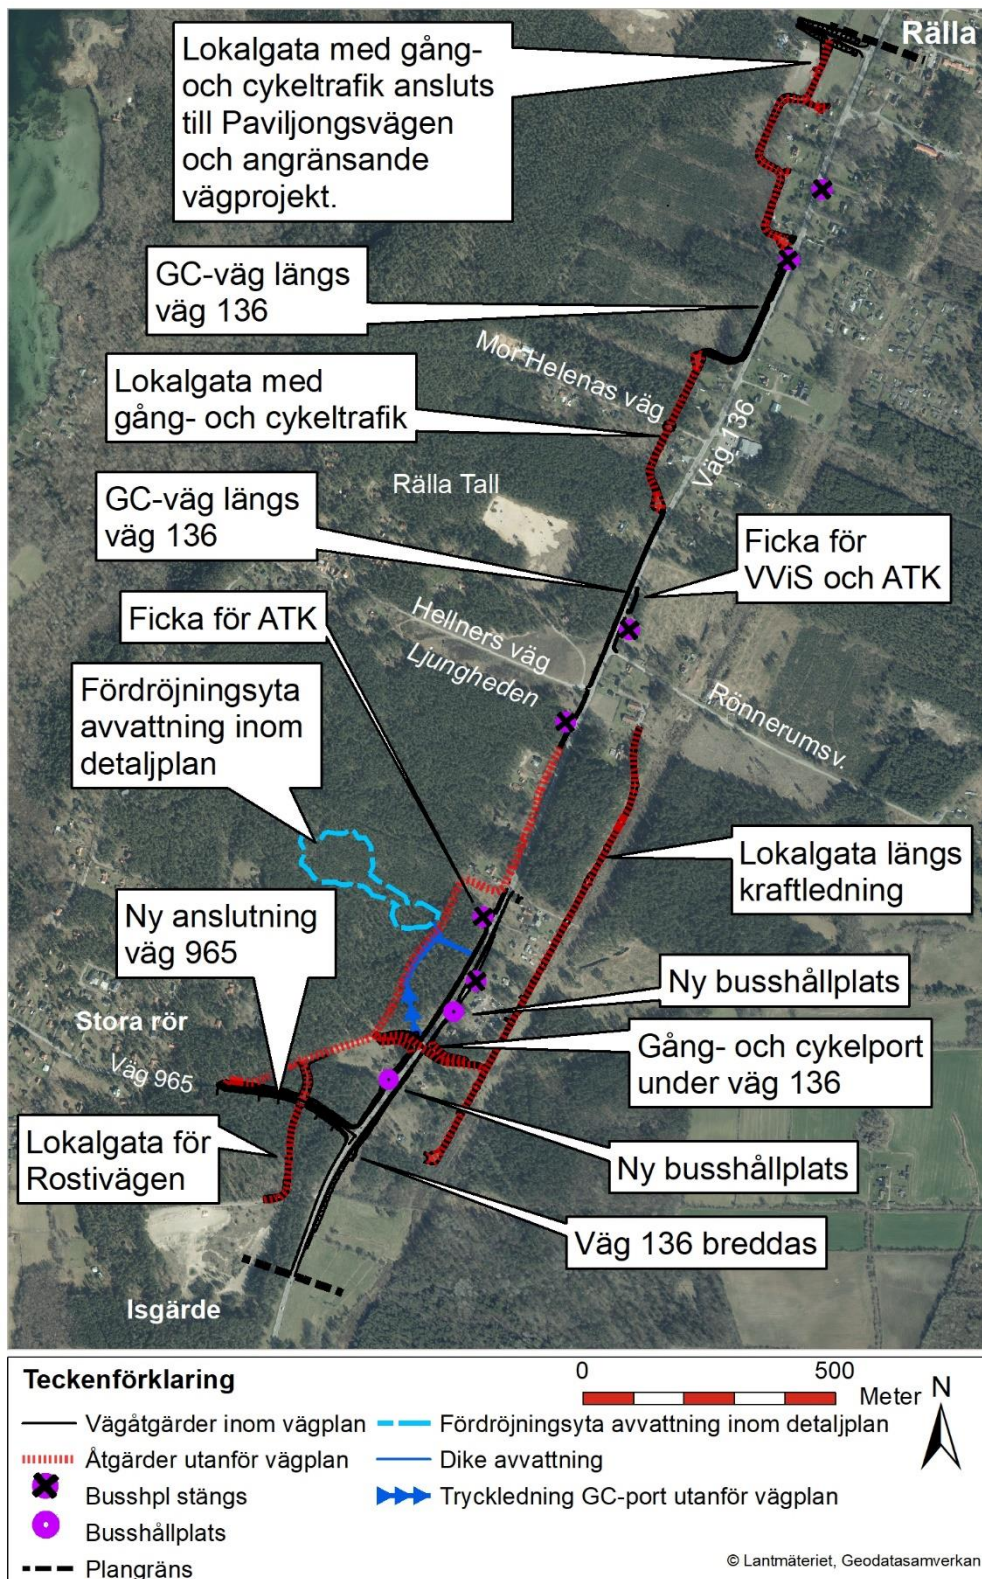 Rälla
Lokalgata med gång-
och cykeltrafik ansluts
till Paviljongsvägen
och angränsande
vägprojekt.
GC-väg längs
väg 136
Mor Helenas väg
Lokalgata med
gång- och cykeltrafik
Väg 136
Rälla Tall
GC-väg längs
väg 136
Ficka för
VViS och ATK
Ficka för ATK
Hellners väg
Ljungheden
Rönnerumsv.
Fördröjningsyta
avvattning inom
detaljplan
Lokalgata längs
kraftledning
Ny anslutning
väg 965
Ny busshållplats
Stora rör
Väg 965
Gång- och cykelport
under väg 136
Lokalgata för
Rostivägen
Ny busshållplats
Väg 136 breddas
Isgärde
Teckenförklaring
0 500
Meter
N
Vägåtgärder inom vägplan
Åtgärder utanför vägplan
Busshpl stängs
Busshållplats
Plangräns
Fördröjningsyta avvattning inom detaljplan
Dike avvattning
Tryckledning GC-port utanför vägplan
© Lantmäteriet, Geodatasamverkan